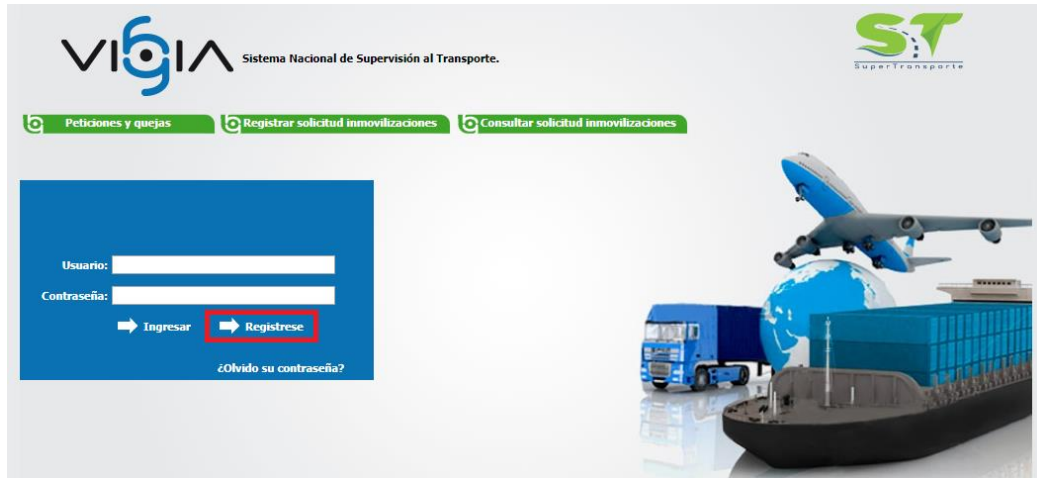 VIGIA
Sistema Nacional de Supervisión al Transporte.
ST
SuperTransporte
Peticiones y quejas
Registrar solicitud inmovilizaciones
Consultar solicitud inmovilizaciones
Usuario:
Contraseña:
Ingresar
Registrese
¿Olvido su contraseña?